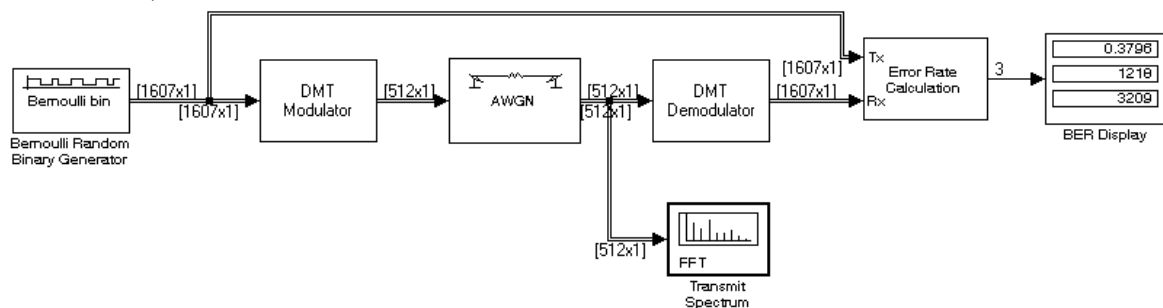 Bernoulli bin
[1607x1]
[1607x1]
Bernoulli Random
Binary Generator
DMT
Modulator
[512x1]
AWGN
[512x1]
[512x1]
DMT
Demodulator
[1607x1]
[1607x1]
Tx
Rx
Error Rate
Calculation
3
0.3796
1218
3209
BER Display
[512x1]
FFT
Transmit
Spectrum